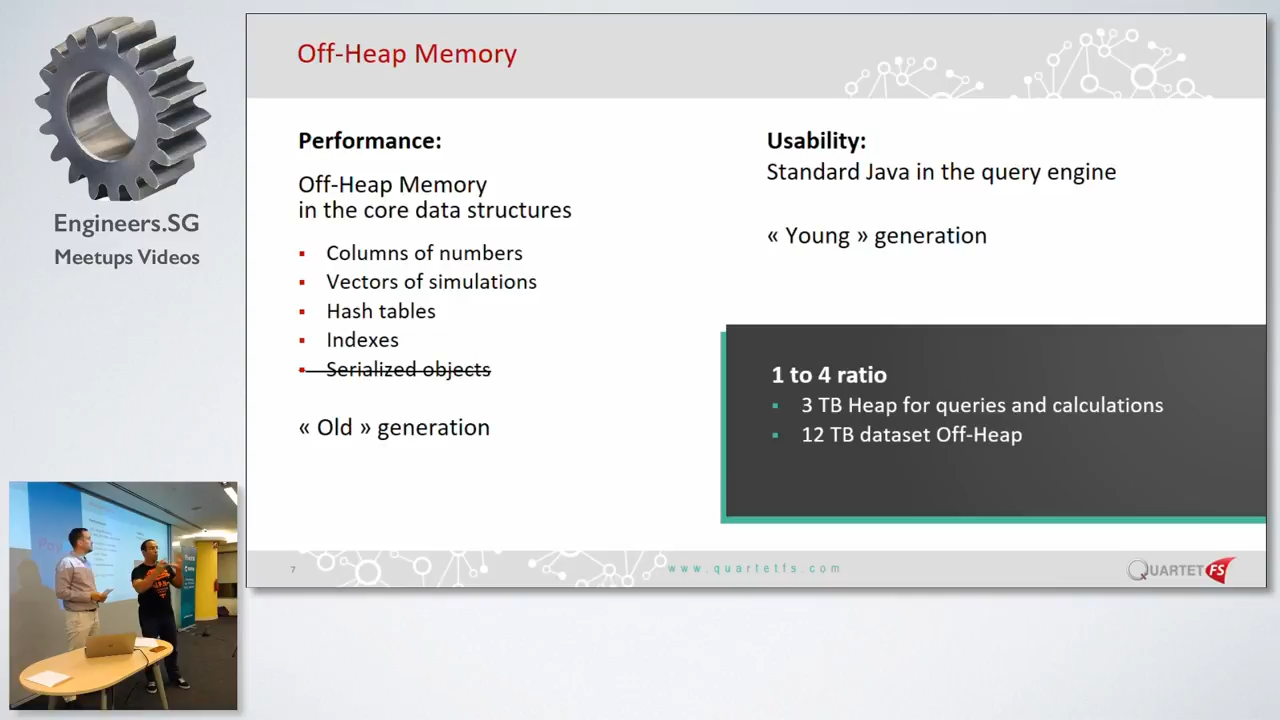 Off-Heap Memory
Performance:
Off-Heap Memory
in the core data structures
Columns of numbers
Vectors of simulations
Hash tables
Indexes
Serialized objects
« Old » generation
Usability:
Standard Java in the query engine
« Young » generation
1 to 4 ratio
3 TB Heap for queries and calculations
12 TB dataset Off-Heap
7
www.quartetfs.com
QUARTET FS
Engineers.SG
Meetups Videos